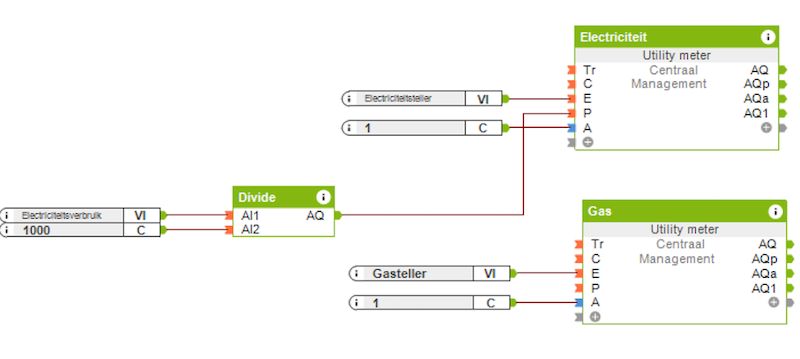 Electriciteit
Utility meter
Tr Centraal AQ
C Management AQp
Electriciteitsteller VI E AQa
P AQ1
1 C A
Divide
Electriciteitsverbruik VI AI1 AQ
1000 C AI2
Gas
Utility meter
Tr Centraal AQ
C Management AQp
Gasteller VI E AQa
P AQ1
1 C A